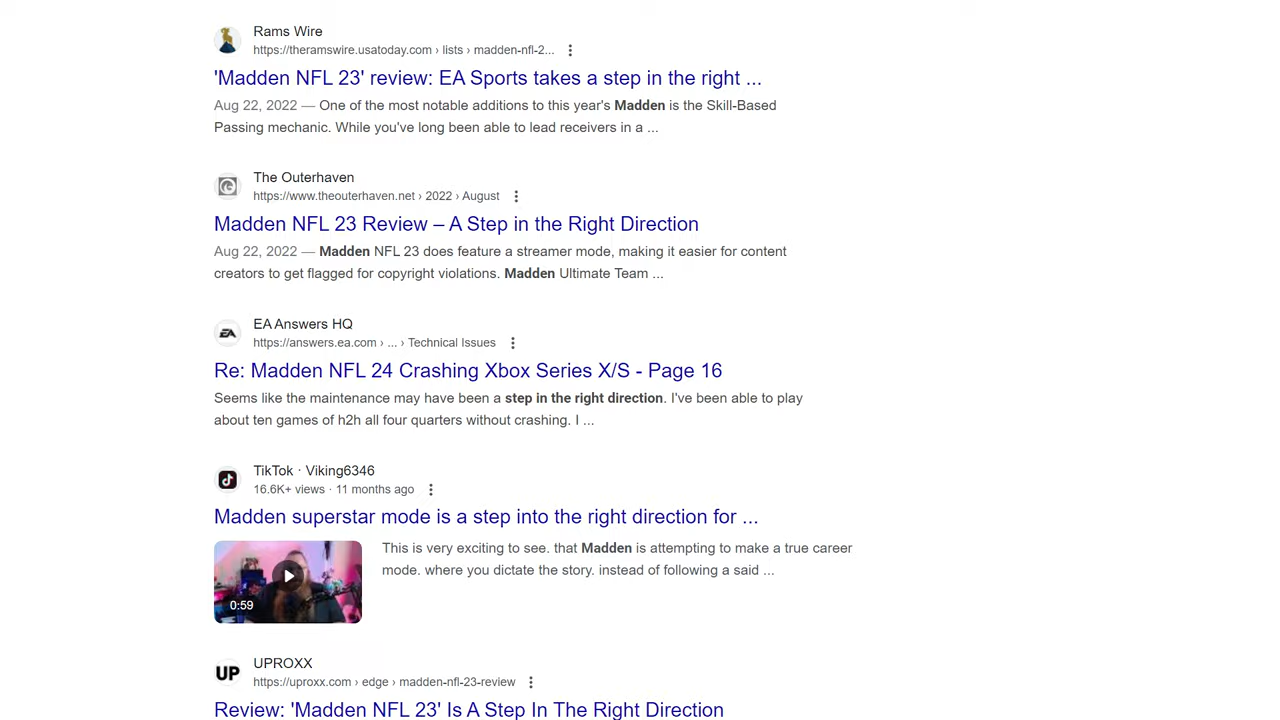 Rams Wire
https://theramswire.usatoday.com › lists › madden-nfl-2...
'Madden NFL 23' review: EA Sports takes a step in the right ...
Aug 22, 2022 — One of the most notable additions to this year's Madden is the Skill-Based
Passing mechanic. While you've long been able to lead receivers in a ...
The Outerhaven
https://www.theouterhaven.net › 2022 › August
Madden NFL 23 Review – A Step in the Right Direction
Aug 22, 2022 — Madden NFL 23 does feature a streamer mode, making it easier for content
creators to get flagged for copyright violations. Madden Ultimate Team ...
EA
EA Answers HQ
https://answers.ea.com › ... › Technical Issues
Re: Madden NFL 24 Crashing Xbox Series X/S - Page 16
Seems like the maintenance may have been a step in the right direction. I've been able to play
about ten games of h2h all four quarters without crashing. I ...
TikTok · Viking6346
16.6K+ views · 11 months ago
Madden superstar mode is a step into the right direction for ...
This is very exciting to see. that Madden is attempting to make a true career
mode. where you dictate the story. instead of following a said ...
0:59
UP
UPROXX
https://uproxx.com › edge › madden-nfl-23-review
Review: 'Madden NFL 23' Is A Step In The Right Direction